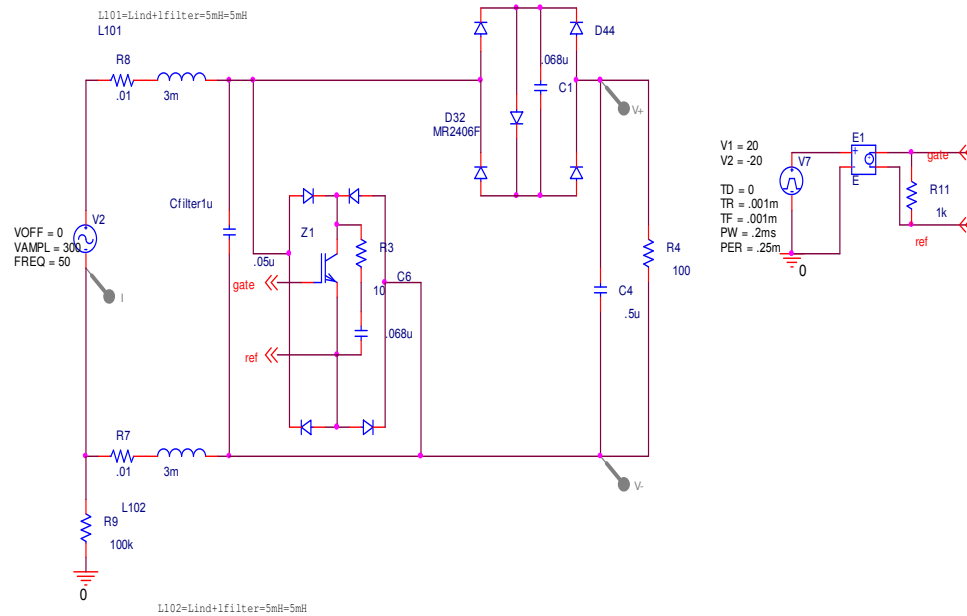 L101=Lind+lfilter=5mH=5mH
L101
D44
R8
.01
3m
.068u
C1
V+
D32
MR2406F
V1 = 20
V2 = -20
V7
E1
E
gate
R11
1k
ref
TD = 0
TR = .001m
TF = .001m
PW = .2ms
PER = .25m
0
Cfilter1u
V2
VOFF = 0
VAMPL = 300
FREQ = 50
I
Z1
.05u
R3
10
C6
gate
.068u
ref
R4
100
C4
.5u
R7
.01
3m
V-
L102
R9
100k
0
L102=Lind+lfilter=5mH=5mH